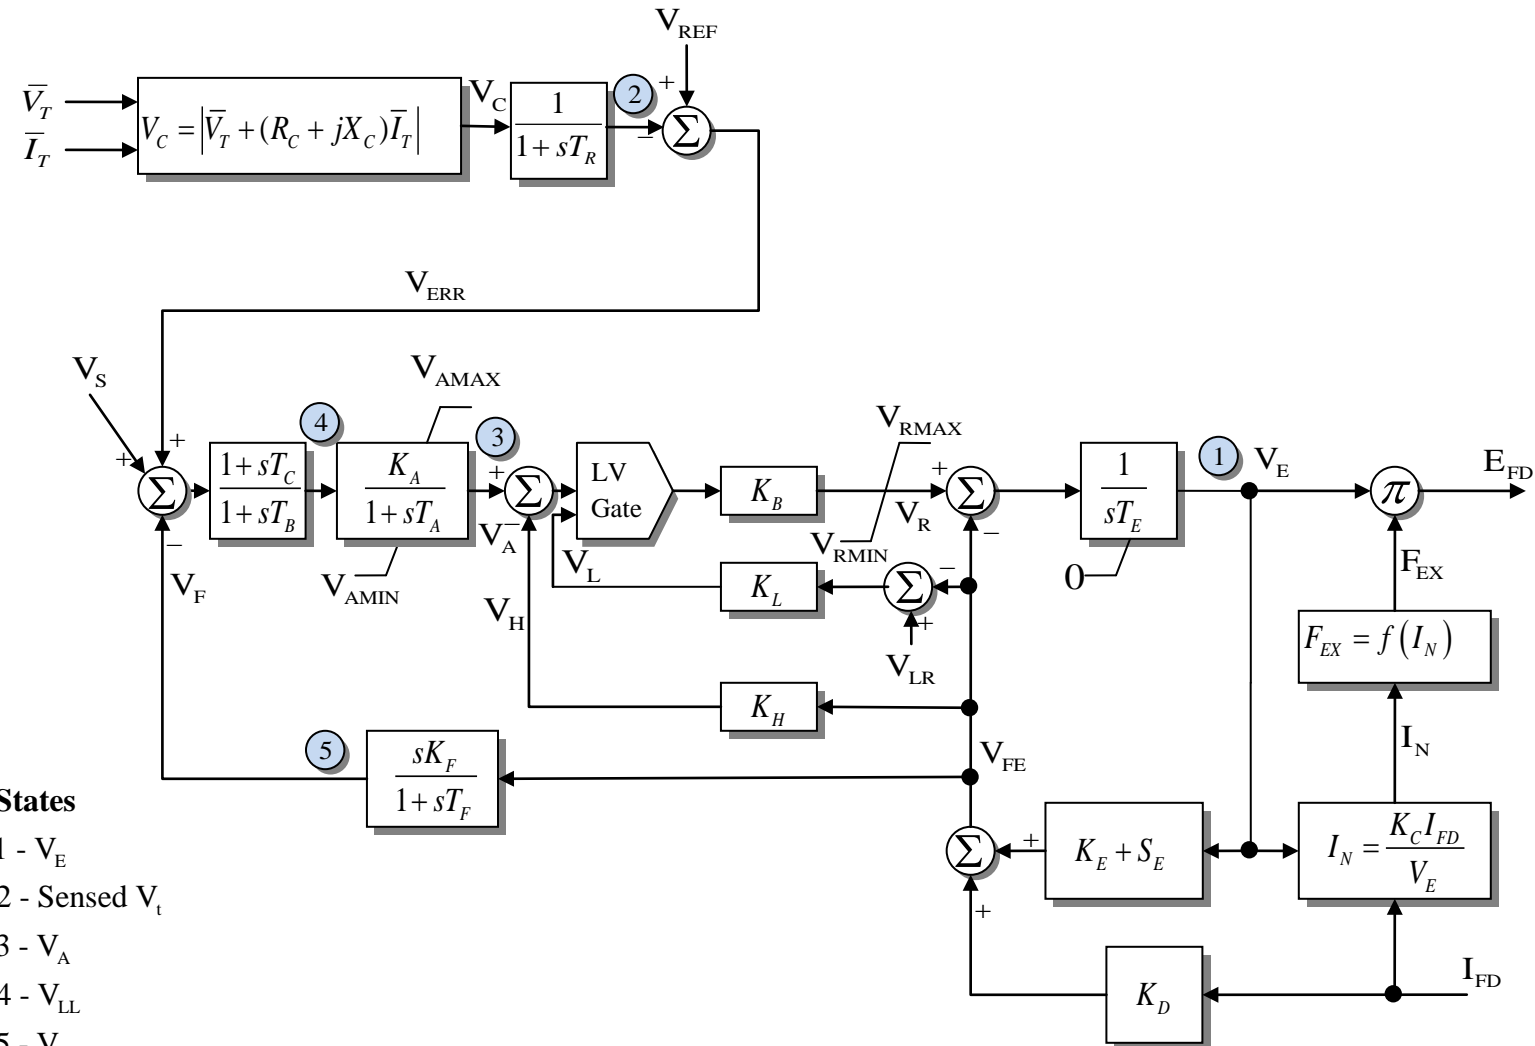 V_REF
V̅_T
I̅_T
V_C = |V̅_T + (R_C + jX_C)I̅_T|
V_C
1
1 + sT_R
2
+
−
Σ
V_ERR
V_S
+
+
−
Σ
1 + sT_C
1 + sT_B
4
V_AMAX
K_A
1 + sT_A
V_AMIN
3
+
Σ
V_A
−
LV
Gate
V_L
K_B
V_RMAX
V_RMIN
V_R
+
−
Σ
1
sT_E
0
1
V_E
π
E_FD
F_EX
F_EX = f(I_N)
K_L
Σ
−
+
V_LR
V_H
K_H
V_F
5
sK_F
1 + sT_F
V_FE
I_N
Σ
+
+
K_E + S_E
I_N = K_C I_FD
V_E
K_D
I_FD
States
1 - V_E
2 - Sensed V_t
3 - V_A
4 - V_LL
5 - V